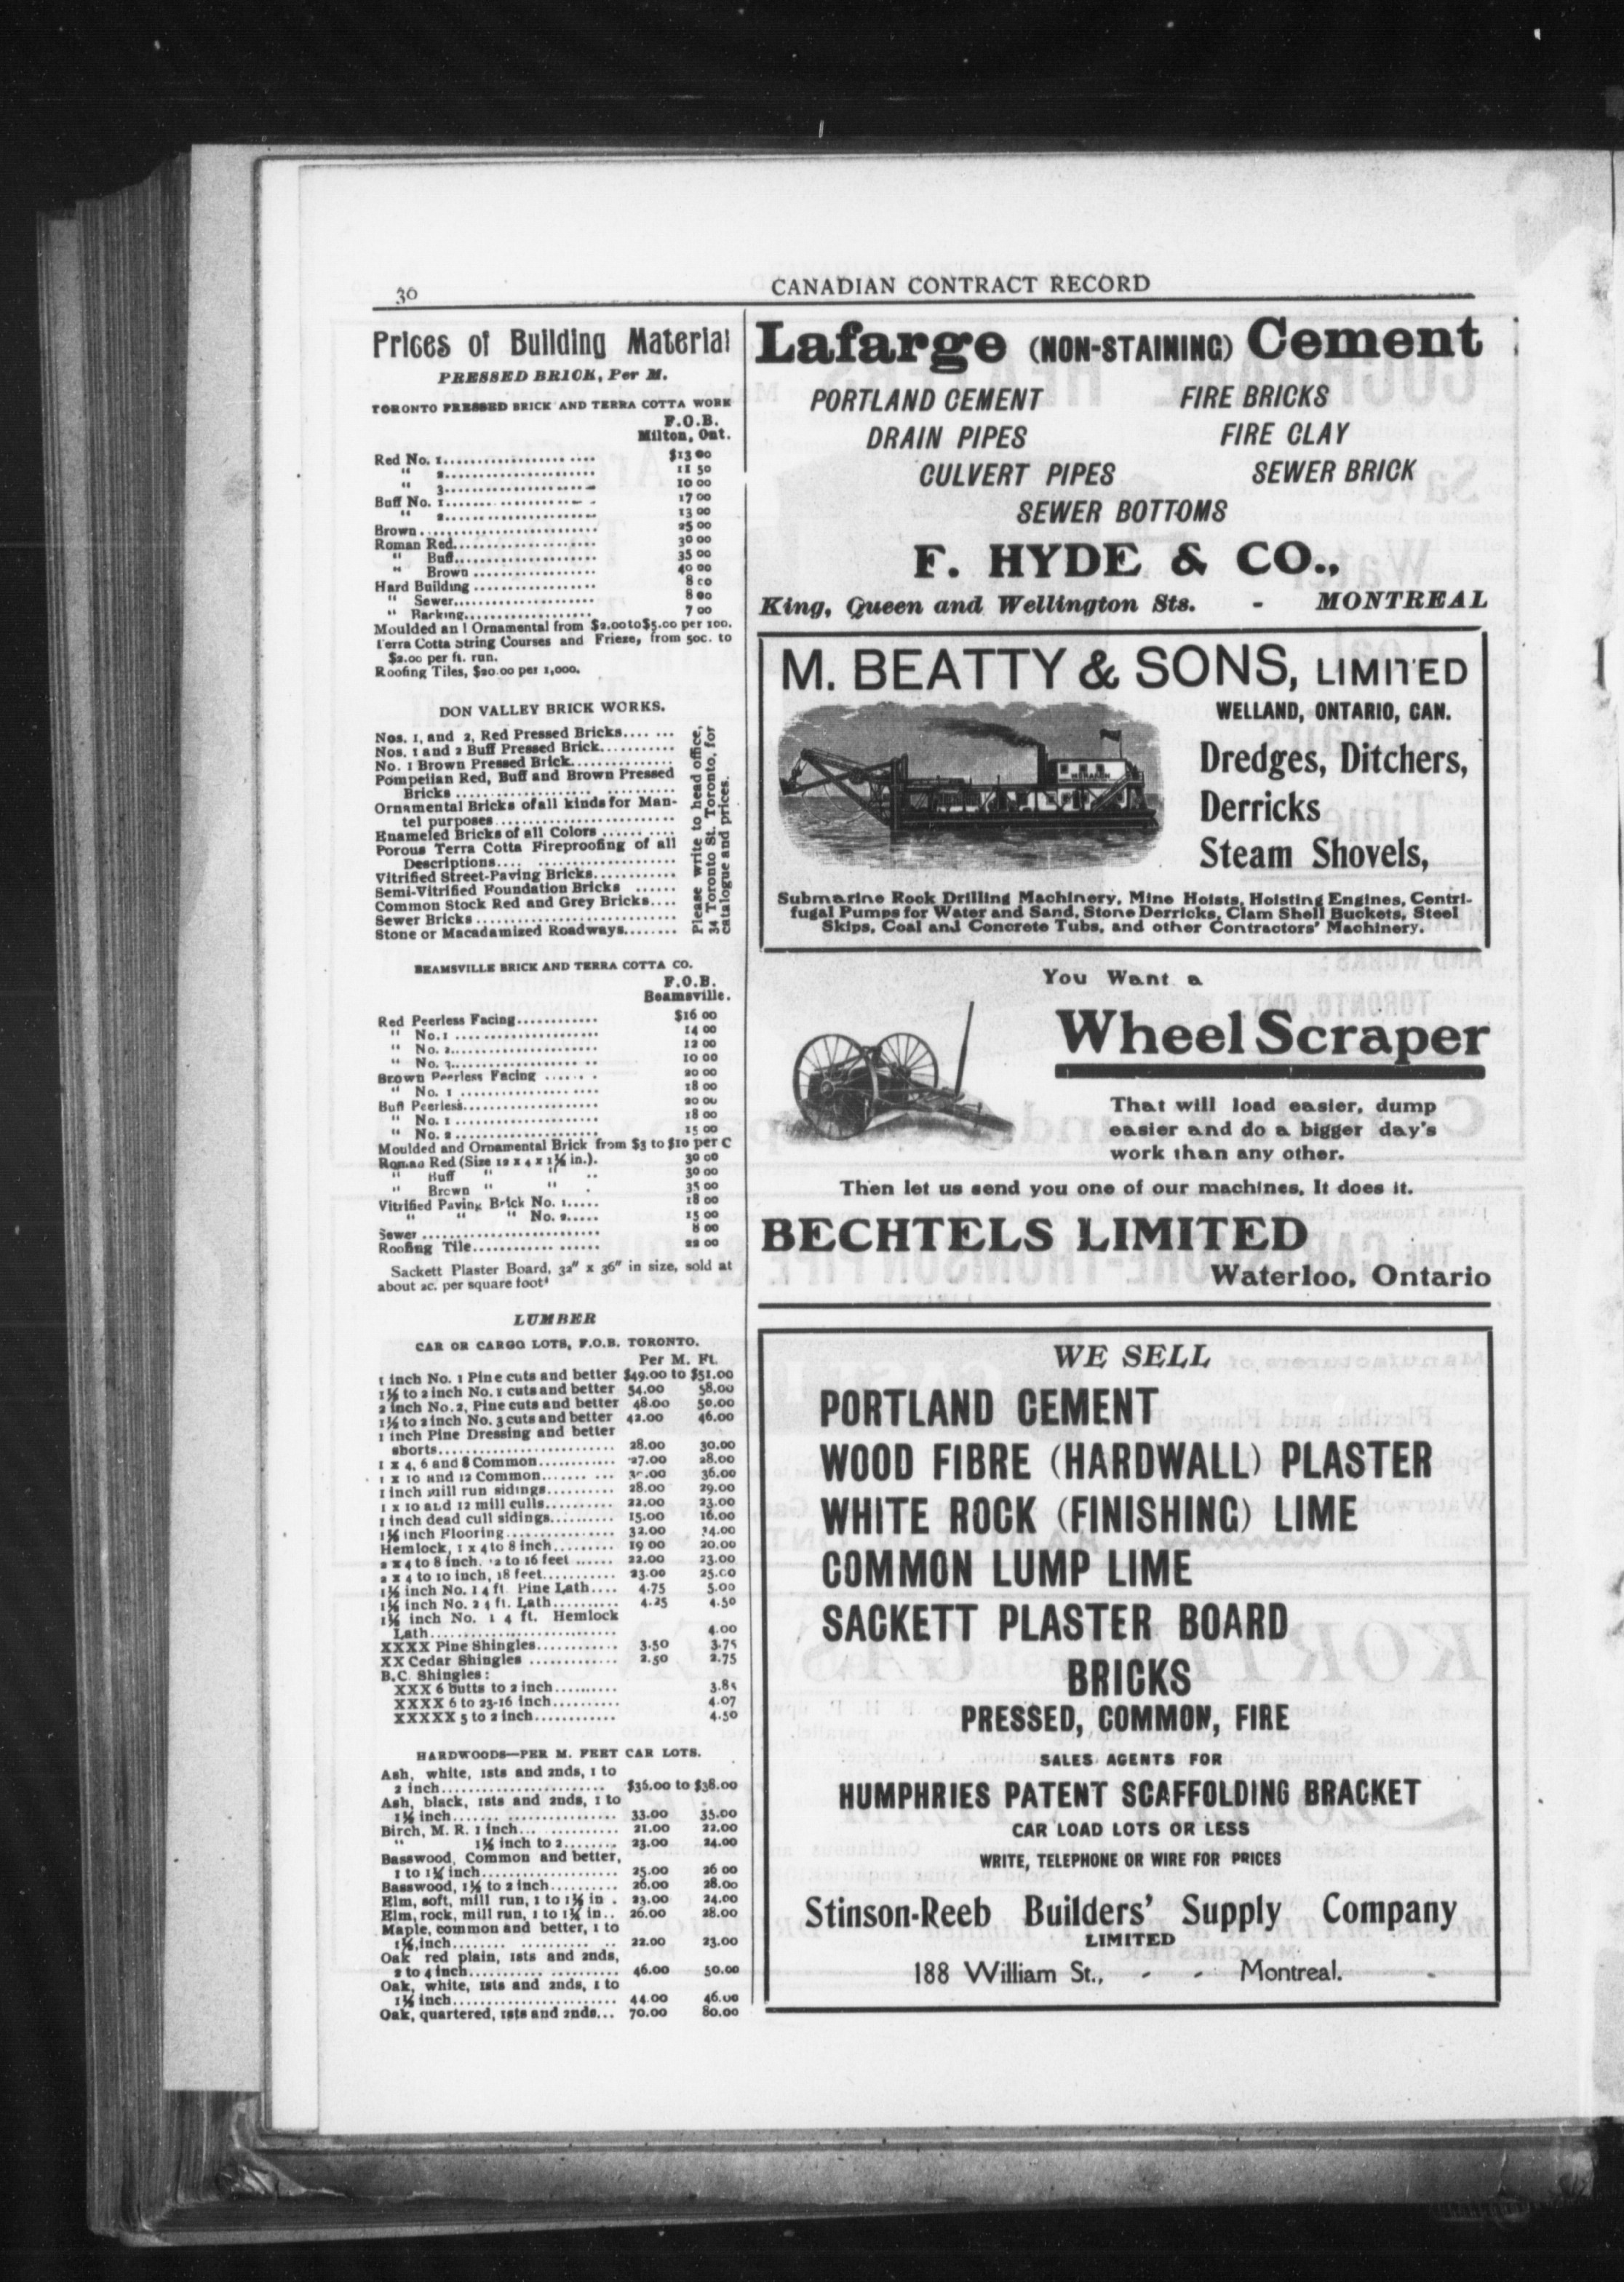 30
CANADIAN CONTRACT RECORD
Prices of Building Material
PRESSED BRICK, Per M.
TORONTO PRESSED BRICK AND TERRA COTTA WORK
F.O.B.
Milton, Ont.
Red No. 1.................. $13 00
" 2.................. 11 50
" 3.................. 10 00
Buff No. 1.................. 17 00
" 2.................. 13 00
Brown.................. 25 00
Roman Red.................. 30 00
" Buff.................. 35 00
" Brown.................. 40 00
Hard Building.................. 8 00
" Sewer.................. 8 00
" Backing.................. 7 00
Moulded and Ornamental from $2.00 to $5.00 per 100.
Terra Cotta String Courses and Frieze, from 50c. to
$2.00 per ft. run.
Roofing Tiles, $20.00 per 1,000.
DON VALLEY BRICK WORKS.
Nos. 1, and 2, Red Pressed Bricks.... ...
Nos. 1 and 2 Buff Pressed Brick...........
No. 1 Brown Pressed Brick...............
Pompeiian Red, Buff and Brown Pressed
Bricks ...................
Ornamental Bricks of all kinds for Man-
tel purposes.........................
Enameled Bricks of all Colors ...... ....
Porous Terra Cotta Fireproofing of all
Descriptions.... ...................
Vitrified Street-Paving Bricks............
Semi-Vitrified Foundation Bricks ......
Common Stock Red and Grey Bricks....
Sewer Bricks .............................
Stone or Macadamized Roadways........
Please write to head office,
34 Toronto St. Toronto, for
catalogue and prices.
BEAMSVILLE BRICK AND TERRA COTTA CO.
F.O.B.
Beamsville.
Red Peerless Facing............ $16 00
" No. 1 .................. 14 00
" No. 2.................. 12 00
" No. 3.................. 10 00
Brown Peerless Facing ...... . 20 00
" No. 1 .................. 18 00
Buff Peerless.................. 20 00
" No. 1 .................. 18 00
" No. 2 .................. 15 00
Moulded and Ornamental Brick from $3 to $10 per C
Roman Red (Size 12 x 4 x 1½ in.). 30 00
" Buff " " .. 30 00
" Brown " " . 35 00
Vitrified Paving Brick No. 1..... 18 00
" " " No. 2..... 15 00
Sewer .................. 8 00
Roofing Tile............ ...... 22 00
Sackett Plaster Board, 32" x 36" in size, sold at
about 2c. per square foot'
LUMBER
CAR OR CARGO LOTS, F.O.B. TORONTO.
Per M. Ft.
1 inch No. 1 Pine cuts and better $49.00 to $51.00
1½ to 2 inch No. 1 cuts and better 54.00 58.00
2 inch No. 2, Pine cuts and better 48.00 50.00
1½ to 2 inch No. 3 cuts and better 42.00 46.00
1 inch Pine Dressing and better
shorts.................. 28.00 30.00
1 x 4, 6 and 8 Common............ 27.00 28.00
1 x 10 and 12 Common....... ... 36.00
1 inch mill run sidings.......... 28.00 29.00
1 x 10 and 12 mill culls.......... 22.00 23.00
1 inch dead cull sidings.......... 15.00 16.00
1½ inch Flooring................ 32.00 34.00
Hemlock, 1 x 4 to 8 inch......... 19 00 20.00
2 x 4 to 8 inch. 12 to 16 feet ...... 22.00 23.00
2 x 4 to 10 inch, 18 feet........... 23.00 25.00
1½ inch No. 1 4 ft. Pine Lath.... 4.75 5.00
1½ inch No. 2 4 ft. Lath.......... 4.25 4.50
1½ inch No. 1 4 ft. Hemlock
Lath............................ 4.00
XXXX Pine Shingles............ 3.50 3.75
XX Cedar Shingles ............. 2.50 2.75
B.C. Shingles:
XXX 6 butts to 2 inch.......... 3.85
XXXX 6 to 23-16 inch.......... 4.07
XXXXX 5 to 2 inch............ 4.50
HARDWOODS—PER M. FEET CAR LOTS.
Ash, white, 1sts and 2nds, 1 to
2 inch........................ $36.00 to $38.00
Ash, black, 1sts and 2nds, 1 to
1½ inch....... ............... 33.00 35.00
Birch, M. R. 1 inch... ........... 21.00 22.00
" 1½ inch to 2........ 23.00 24.00
Basswood, Common and better,
1 to 1½ inch.................... 25.00 26 00
Basswood, 1½ to 2 inch.......... 26.00 28.00
Elm, soft, mill run, 1 to 1½ in . 23.00 24.00
Elm, rock, mill run, 1 to 1½ in.. 26.00 28.00
Maple, common and better, 1 to
1½ inch........ .......... .. 22.00 23.00
Oak red plain, 1sts and 2nds,
2 to 4 inch........... .......... 46.00 50.00
Oak, white, 1sts and 2nds, 1 to
1½ inch........................ 44.00 46.00
Oak, quartered, 1sts and 2nds... 70.00 80.00
Lafarge (NON-STAINING) Cement
PORTLAND CEMENT FIRE BRICKS
DRAIN PIPES FIRE CLAY
CULVERT PIPES SEWER BRICK
SEWER BOTTOMS
F. HYDE & CO.,
King, Queen and Wellington Sts. - MONTREAL
M. BEATTY & SONS, LIMITED
WELLAND, ONTARIO, CAN.
Dredges, Ditchers,
Derricks
Steam Shovels,
Submarine Rock Drilling Machinery, Mine Hoists, Hoisting Engines, Centri-
fugal Pumps for Water and Sand, Stone Derricks, Clam Shell Buckets, Steel
Skips, Coal and Concrete Tubs, and other Contractors' Machinery.
You Want a
Wheel Scraper
That will load easier, dump
easier and do a bigger day's
work than any other.
Then let us send you one of our machines. It does it.
BECHTELS LIMITED
Waterloo, Ontario
WE SELL
PORTLAND CEMENT
WOOD FIBRE (HARDWALL) PLASTER
WHITE ROCK (FINISHING) LIME
COMMON LUMP LIME
SACKETT PLASTER BOARD
BRICKS
PRESSED, COMMON, FIRE
SALES AGENTS FOR
HUMPHRIES PATENT SCAFFOLDING BRACKET
CAR LOAD LOTS OR LESS
WRITE, TELEPHONE OR WIRE FOR PRICES
Stinson-Reeb Builders' Supply Company
LIMITED
188 William St., - - Montreal.